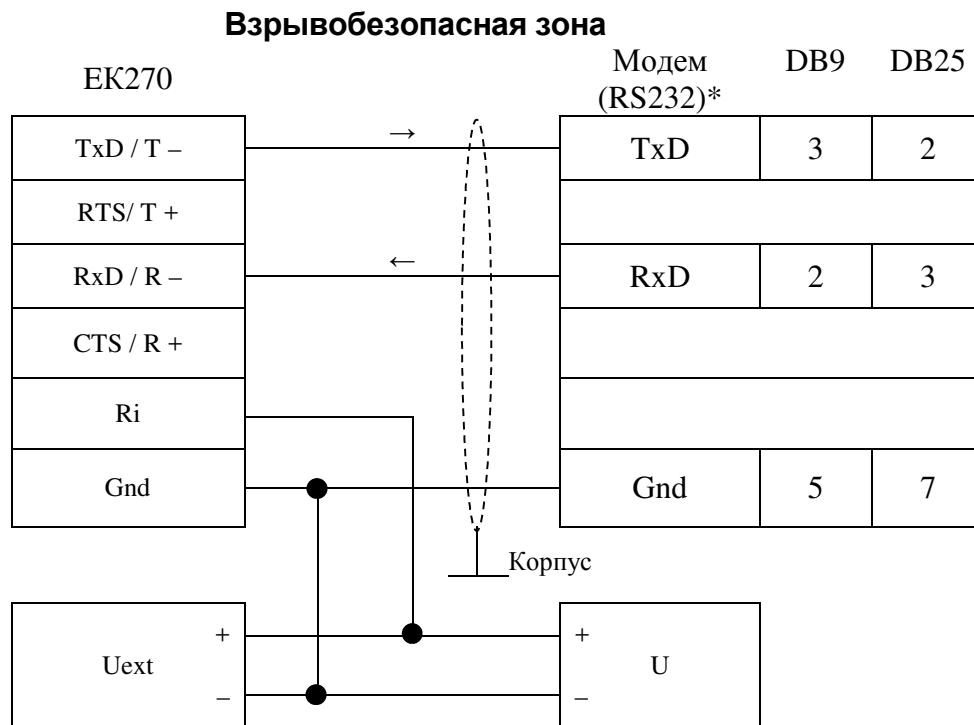 Взрывобезопасная зона
ЕК270
Модем
(RS232)*
DB9
DB25
TxD / T –
→
TxD
3
2
RTS/ T +
RxD / R –
←
RxD
2
3
CTS / R +
Ri
Gnd
Gnd
5
7
Корпус
Uext
+
–
+
–
U